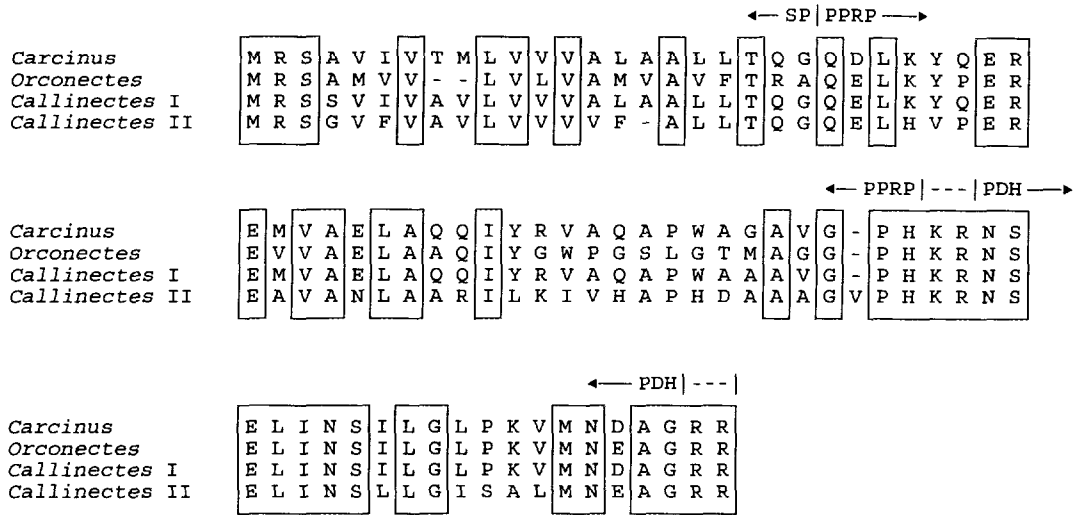 ← SP|PPRP →
Carcinus M R S A V I V T M L V V V A L A A L L T Q G Q D L K Y Q E R
Orconectes M R S A M V V - - L V L V A M V A V F T R A Q E L K Y P E R
Callinectes I M R S S V I V A V L V V V A L A A L L T Q G Q E L K Y Q E R
Callinectes II M R S G V F V A V L V V V V F - A L L T Q G Q E L H V P E R
← PPRP|---|PDH →
Carcinus E M V A E L A Q Q I Y R V A Q A P W A G A V G - P H K R N S
Orconectes E V V A E L A A Q I Y G W P G S L G T M A G G - P H K R N S
Callinectes I E M V A E L A Q Q I Y R V A Q A P W A A A V G - P H K R N S
Callinectes II E A V A N L A A R I L K I V H A P H D A A A G V P H K R N S
← PDH|---|
Carcinus E L I N S I L G L P K V M N D A G R R
Orconectes E L I N S I L G L P K V M N E A G R R
Callinectes I E L I N S I L G L P K V M N D A G R R
Callinectes II E L I N S L L G I S A L M N E A G R R